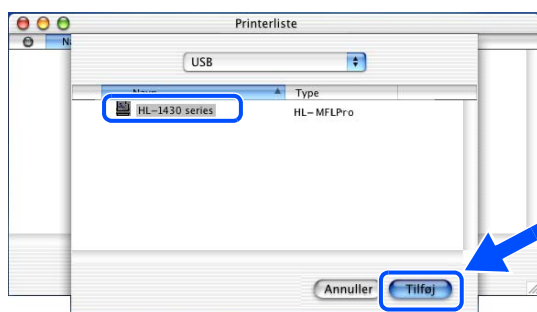 Printerliste
USB
Type
HL-1430 series HL-MFLPro
Annuller Tilføj